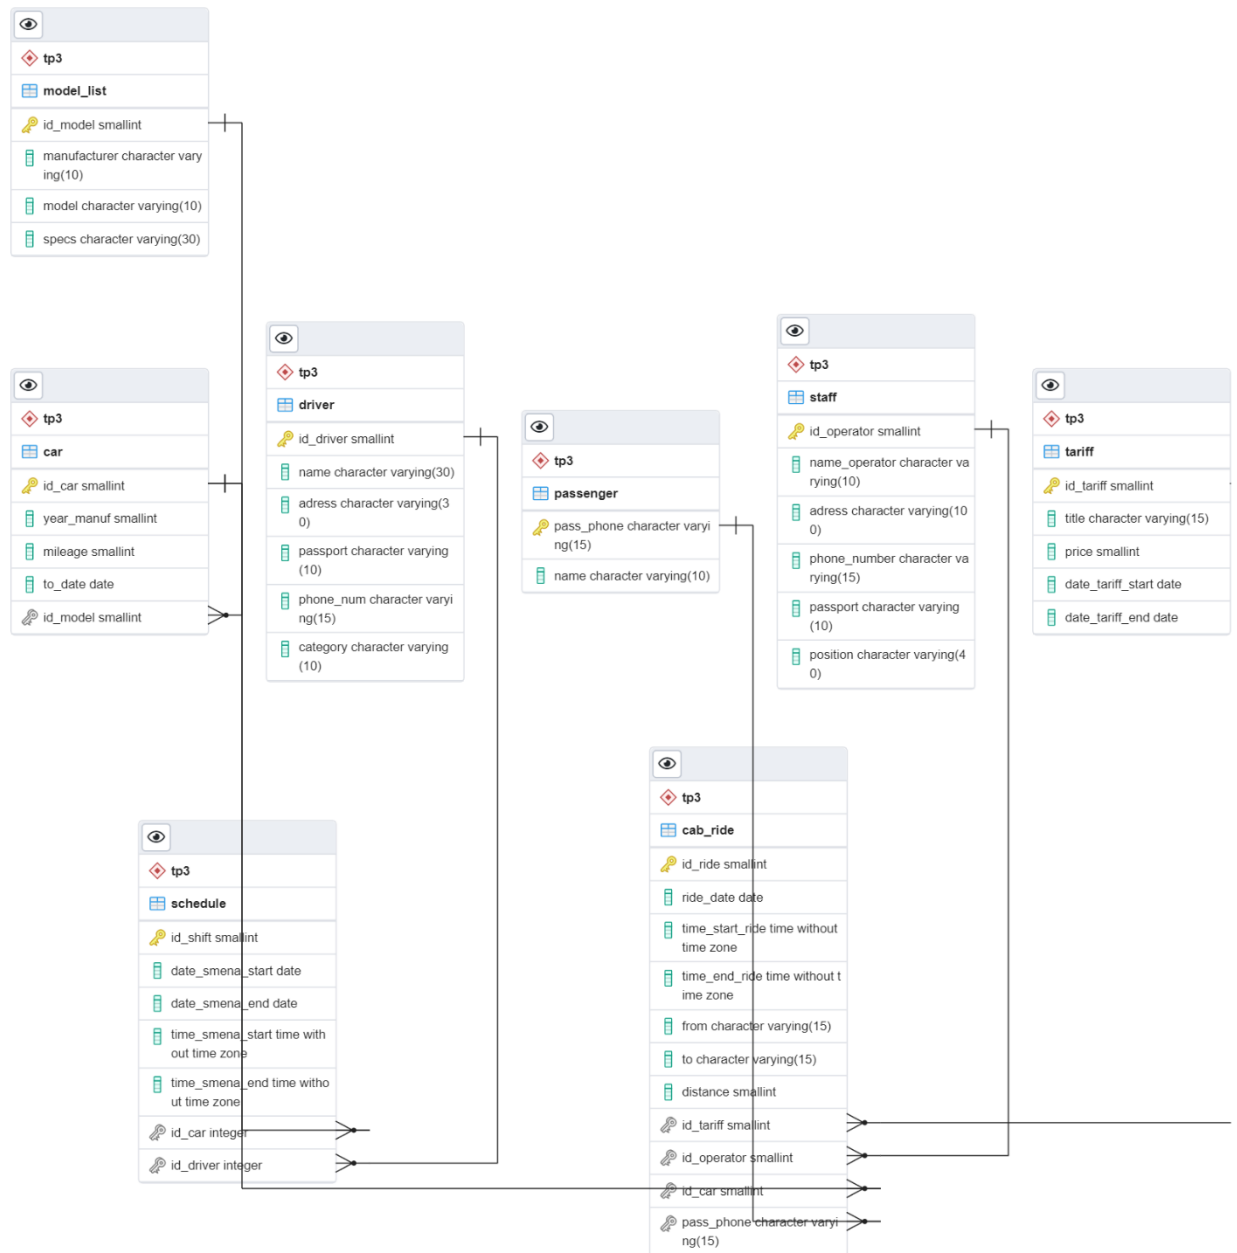 tp3
model_list
id_model smallint
manufacturer character vary
ing(10)
model character varying(10)
specs character varying(30)
tp3
car
id_car smallint
year_manuf smallint
mileage smallint
to_date date
id_model smallint
tp3
driver
id_driver smallint
name character varying(30)
adress character varying(3
0)
passport character varying
(10)
phone_num character varyi
ng(15)
category character varying
(10)
tp3
passenger
pass_phone character varyi
ng(15)
name character varying(10)
tp3
staff
id_operator smallint
name_operator character va
rying(10)
adress character varying(10
0)
phone_number character va
rying(15)
passport character varying
(10)
position character varying(4
0)
tp3
tariff
id_tariff smallint
title character varying(15)
price smallint
date_tariff_start date
date_tariff_end date
tp3
schedule
id_shift smallint
date_smena_start date
date_smena_end date
time_smena_start time with
out time zone
time_smena_end time witho
ut time zone
id_car integer
id_driver integer
tp3
cab_ride
id_ride smallint
ride_date date
time_start_ride time without
time zone
time_end_ride time without t
ime zone
from character varying(15)
to character varying(15)
distance smallint
id_tariff smallint
id_operator smallint
id_car smallint
pass_phone character varyi
ng(15)